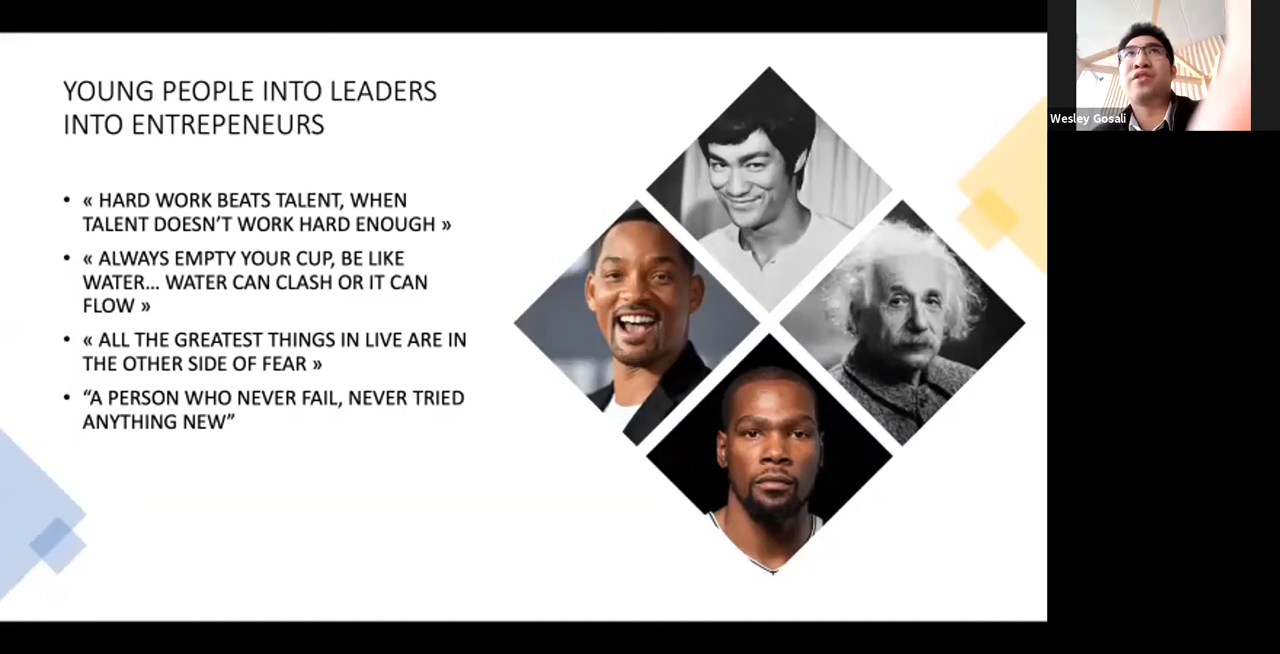 YOUNG PEOPLE INTO LEADERS
INTO ENTREPENEURS
• « HARD WORK BEATS TALENT, WHEN
TALENT DOESN’T WORK HARD ENOUGH »
• « ALWAYS EMPTY YOUR CUP, BE LIKE
WATER… WATER CAN CLASH OR IT CAN
FLOW »
• « ALL THE GREATEST THINGS IN LIVE ARE IN
THE OTHER SIDE OF FEAR »
• “A PERSON WHO NEVER FAIL, NEVER TRIED
ANYTHING NEW”
Wesley Gosali